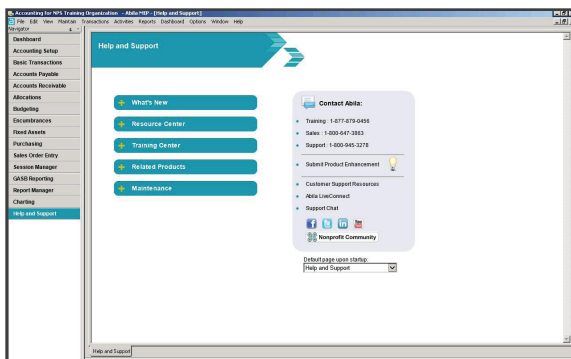 Accounting for NPS Training Organization - Abila MIP - [Help and Support]
File Edit View Maintain Transactions Activities Reports Dashboard Options Window Help
Navigator
Dashboard
Accounting Setup
Basic Transactions
Accounts Payable
Accounts Receivable
Allocations
Budgeting
Encumbrances
Fixed Assets
Purchasing
Sales Order Entry
Session Manager
GASB Reporting
Report Manager
Charting
Help and Support
Help and Support
What's New
Resource Center
Training Center
Related Products
Maintenance
Contact Abila:
Training : 1-877-879-0456
Sales : 1-800-647-3863
Support : 1-800-945-3278
Submit Product Enhancement
Customer Support Resources
Abila LiveConnect
Support Chat
Nonprofit Community
Default page upon startup:
Help and Support
Help and Support